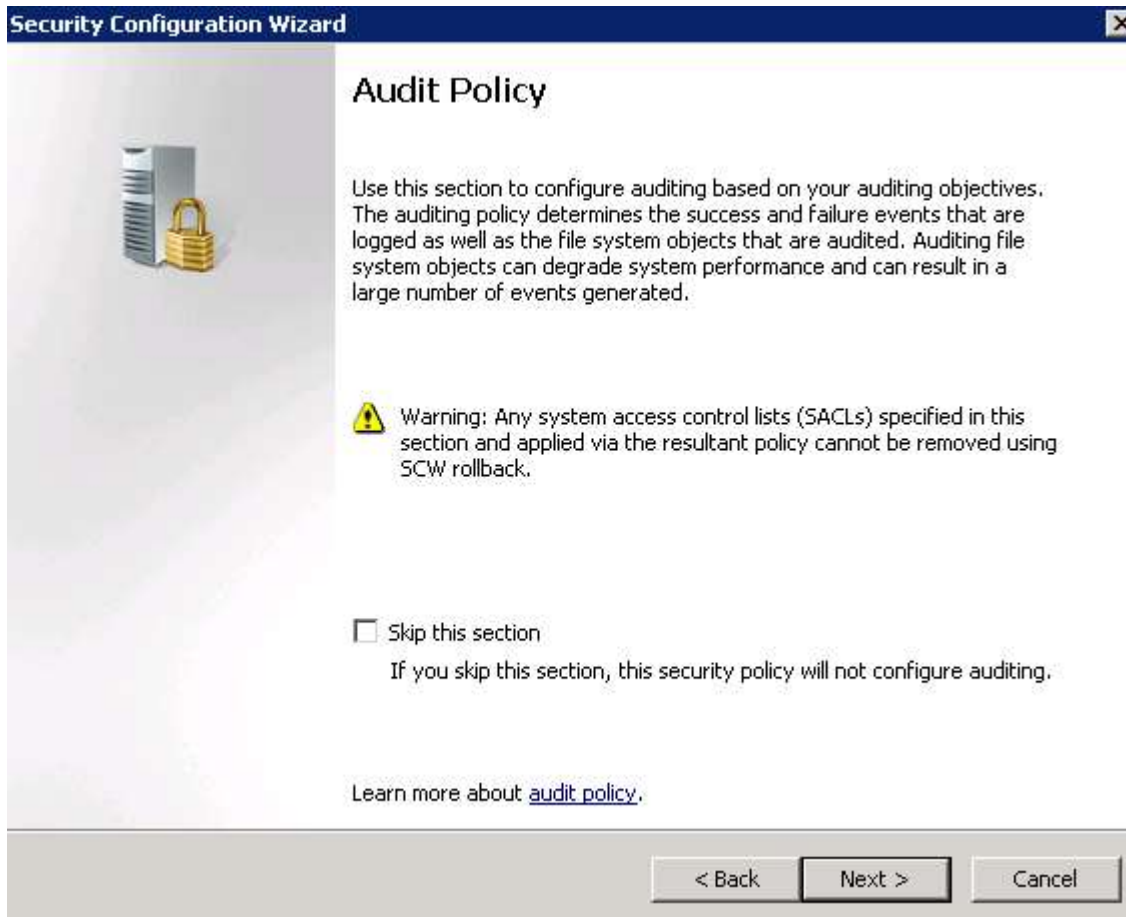 Security Configuration Wizard
Audit Policy
Use this section to configure auditing based on your auditing objectives.
The auditing policy determines the success and failure events that are
logged as well as the file system objects that are audited. Auditing file
system objects can degrade system performance and can result in a
large number of events generated.
Warning: Any system access control lists (SACLs) specified in this
section and applied via the resultant policy cannot be removed using
SCW rollback.
Skip this section
If you skip this section, this security policy will not configure auditing.
Learn more about audit policy.
< Back
Next >
Cancel